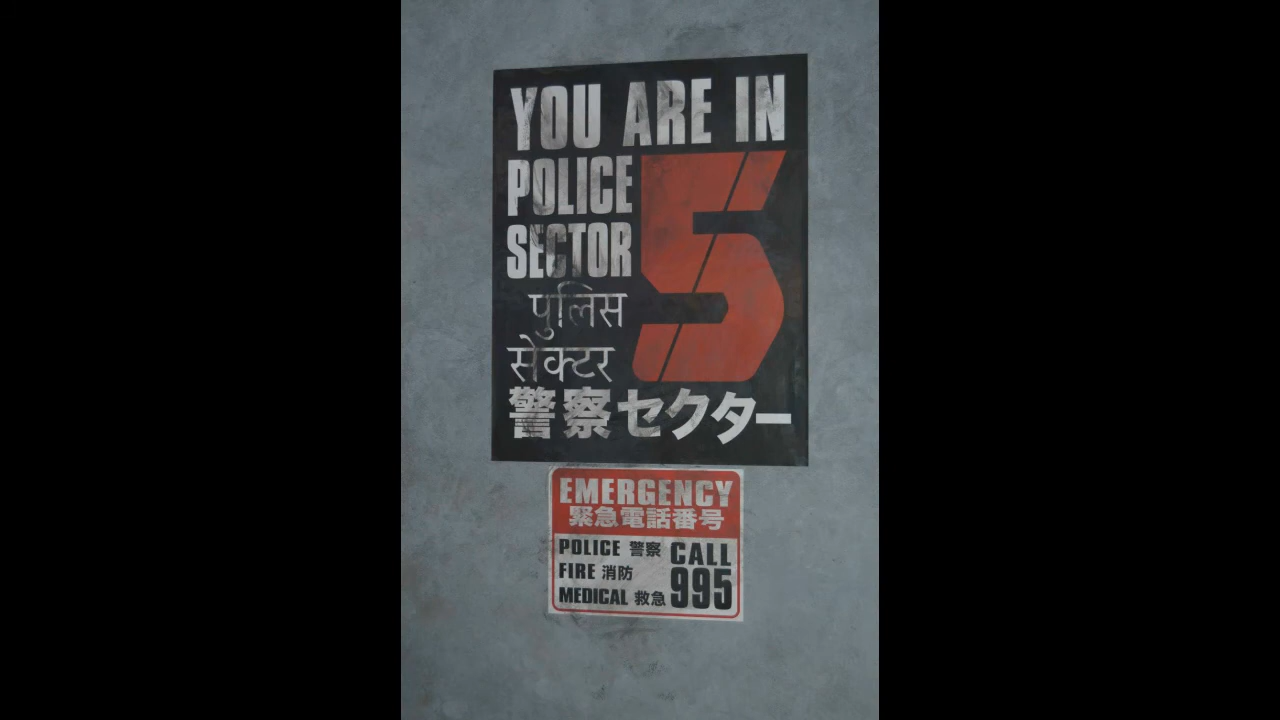 YOU ARE IN
POLICE
SECTOR
5
पुलिस
सेक्टर
警察セクター
EMERGENCY
緊急電話番号
POLICE 警察
FIRE 消防
MEDICAL 救急
CALL
995